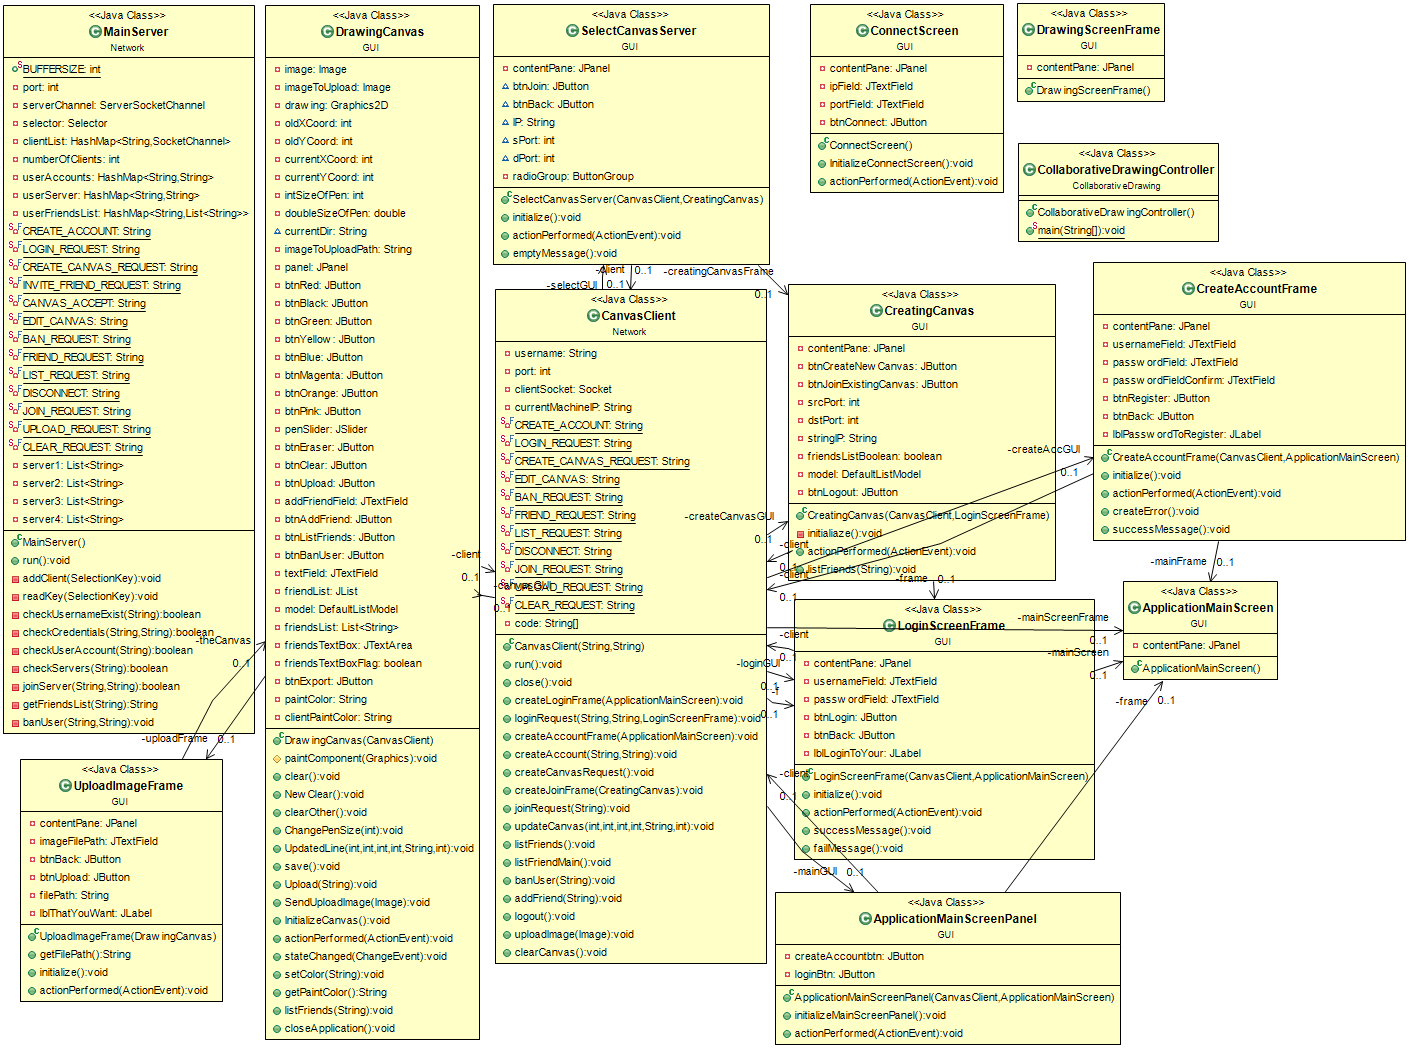 <<Java Class>>
MainServer
Network
BUFFERSIZE: int
port: int
serverChannel: ServerSocketChannel
selector: Selector
clientList: HashMap<String,SocketChannel>
numberOfClients: int
userAccounts: HashMap<String,String>
userServer: HashMap<String,String>
userFriendsList: HashMap<String,List<String>>
CREATE_ACCOUNT: String
LOGIN_REQUEST: String
CREATE_CANVAS_REQUEST: String
INVITE_FRIEND_REQUEST: String
CANVAS_ACCEPT: String
EDIT_CANVAS: String
BAN_REQUEST: String
FRIEND_REQUEST: String
LIST_REQUEST: String
DISCONNECT: String
JOIN_REQUEST: String
UPLOAD_REQUEST: String
CLEAR_REQUEST: String
server1: List<String>
server2: List<String>
server3: List<String>
server4: List<String>
MainServer()
run():void
addClient(SelectionKey):void
readKey(SelectionKey):void
checkUsernameExist(String):boolean
checkCredentials(String,String):boolean
checkUserAccount(String):boolean
checkServers(String):boolean
joinServer(String,String):boolean
getFriendsList(String):String
banUser(String,String):void
<<Java Class>>
DrawingCanvas
GUI
image: Image
imageToUpload: Image
drawing: Graphics2D
oldXCoord: int
oldYCoord: int
currentXCoord: int
currentYCoord: int
intSizeOfPen: int
doubleSizeOfPen: double
currentDir: String
imageToUploadPath: String
panel: JPanel
btnRed: JButton
btnBlack: JButton
btnGreen: JButton
btnYellow: JButton
btnBlue: JButton
btnMagenta: JButton
btnOrange: JButton
btnPink: JButton
penSlider: JSlider
btnEraser: JButton
btnClear: JButton
btnUpload: JButton
addFriendField: JTextField
btnAddFriend: JButton
btnListFriends: JButton
btnBanUser: JButton
textField: JTextField
friendList: JList
model: DefaultListModel
friendsList: List<String>
friendsTextBox: JTextArea
friendsTextBoxFlag: boolean
btnExport: JButton
paintColor: String
clientPaintColor: String
DrawingCanvas(CanvasClient)
paintComponent(Graphics):void
clear():void
NewClear():void
clearOther():void
ChangePenSize(int):void
UpdatedLine(int,int,int,int,String,int):void
save():void
Upload(String):void
SendUploadImage(Image):void
InitializeCanvas():void
actionPerformed(ActionEvent):void
stateChanged(ChangeEvent):void
setColor(String):void
getPaintColor():String
listFriends(String):void
closeApplication():void
<<Java Class>>
SelectCanvasServer
GUI
contentPane: JPanel
btnJoin: JButton
btnBack: JButton
IP: String
sPort: int
dPort: int
radioGroup: ButtonGroup
SelectCanvasServer(CanvasClient,CreatingCanvas)
initialize():void
actionPerformed(ActionEvent):void
emptyMessage():void
<<Java Class>>
ConnectScreen
GUI
contentPane: JPanel
ipField: JTextField
portField: JTextField
btnConnect: JButton
ConnectScreen()
InitializeConnectScreen():void
actionPerformed(ActionEvent):void
<<Java Class>>
DrawingScreenFrame
GUI
contentPane: JPanel
DrawingScreenFrame()
<<Java Class>>
CollaborativeDrawingController
CollaborativeDrawing
CollaborativeDrawingController()
main(String[]):void
-client
0..1
-selectGUI
0..1
-creatingCanvasFrame
0..1
<<Java Class>>
CanvasClient
Network
username: String
port: int
clientSocket: Socket
currentMachineIP: String
CREATE_ACCOUNT: String
LOGIN_REQUEST: String
CREATE_CANVAS_REQUEST: String
EDIT_CANVAS: String
BAN_REQUEST: String
FRIEND_REQUEST: String
LIST_REQUEST: String
DISCONNECT: String
JOIN_REQUEST: String
UPLOAD_REQUEST: String
CLEAR_REQUEST: String
code: String[]
CanvasClient(String,String)
run():void
close():void
createLoginFrame(ApplicationMainScreen):void
loginRequest(String,String,LoginScreenFrame):void
createAccountFrame(ApplicationMainScreen):void
createAccount(String,String):void
createCanvasRequest():void
createJoinFrame(CreatingCanvas):void
joinRequest(String):void
updateCanvas(int,int,int,int,String,int):void
listFriends():void
listFriendMain():void
banUser(String):void
addFriend(String):void
logout():void
uploadImage(Image):void
clearCanvas():void
<<Java Class>>
CreatingCanvas
GUI
contentPane: JPanel
btnCreateNewCanvas: JButton
btnJoinExistingCanvas: JButton
srcPort: int
dstPort: int
stringIP: String
friendsListBoolean: boolean
model: DefaultListModel
btnLogout: JButton
CreatingCanvas(CanvasClient,LoginScreenFrame)
initialiaze():void
actionPerformed(ActionEvent):void
listFriends(String):void
<<Java Class>>
CreateAccountFrame
GUI
contentPane: JPanel
usernameField: JTextField
passwordField: JTextField
passwordFieldConfirm: JTextField
btnRegister: JButton
btnBack: JButton
lblPasswordToRegister: JLabel
CreateAccountFrame(CanvasClient,ApplicationMainScreen)
initialize():void
actionPerformed(ActionEvent):void
createError():void
successMessage():void
-createAccGUI
0..1
-createCanvasGUI
0..1
-client
0..1
-client
0..1
-client
0..1
-canvasGUI
0..1
-frame
0..1
-mainFrame
0..1
<<Java Class>>
LoginScreenFrame
GUI
contentPane: JPanel
usernameField: JTextField
passwordField: JTextField
btnLogin: JButton
btnBack: JButton
lblLoginToYour: JLabel
LoginScreenFrame(CanvasClient,ApplicationMainScreen)
initialize():void
actionPerformed(ActionEvent):void
successMessage():void
failMessage():void
<<Java Class>>
ApplicationMainScreen
GUI
contentPane: JPanel
ApplicationMainScreen()
-mainScreenFrame
0..1
-mainScreen
0..1
-client
0..1
-loginGUI
0..1
-f
0..1
-frame
0..1
-client
0..1
-mainGUI
0..1
-theCanvas
0..1
-uploadFrame
0..1
<<Java Class>>
UploadImageFrame
GUI
contentPane: JPanel
imageFilePath: JTextField
btnBack: JButton
btnUpload: JButton
filePath: String
lblThatYouWant: JLabel
UploadImageFrame(DrawingCanvas)
getFilePath():String
initialize():void
actionPerformed(ActionEvent):void
<<Java Class>>
ApplicationMainScreenPanel
GUI
createAccountbtn: JButton
loginBtn: JButton
ApplicationMainScreenPanel(CanvasClient,ApplicationMainScreen)
initializeMainScreenPanel():void
actionPerformed(ActionEvent):void